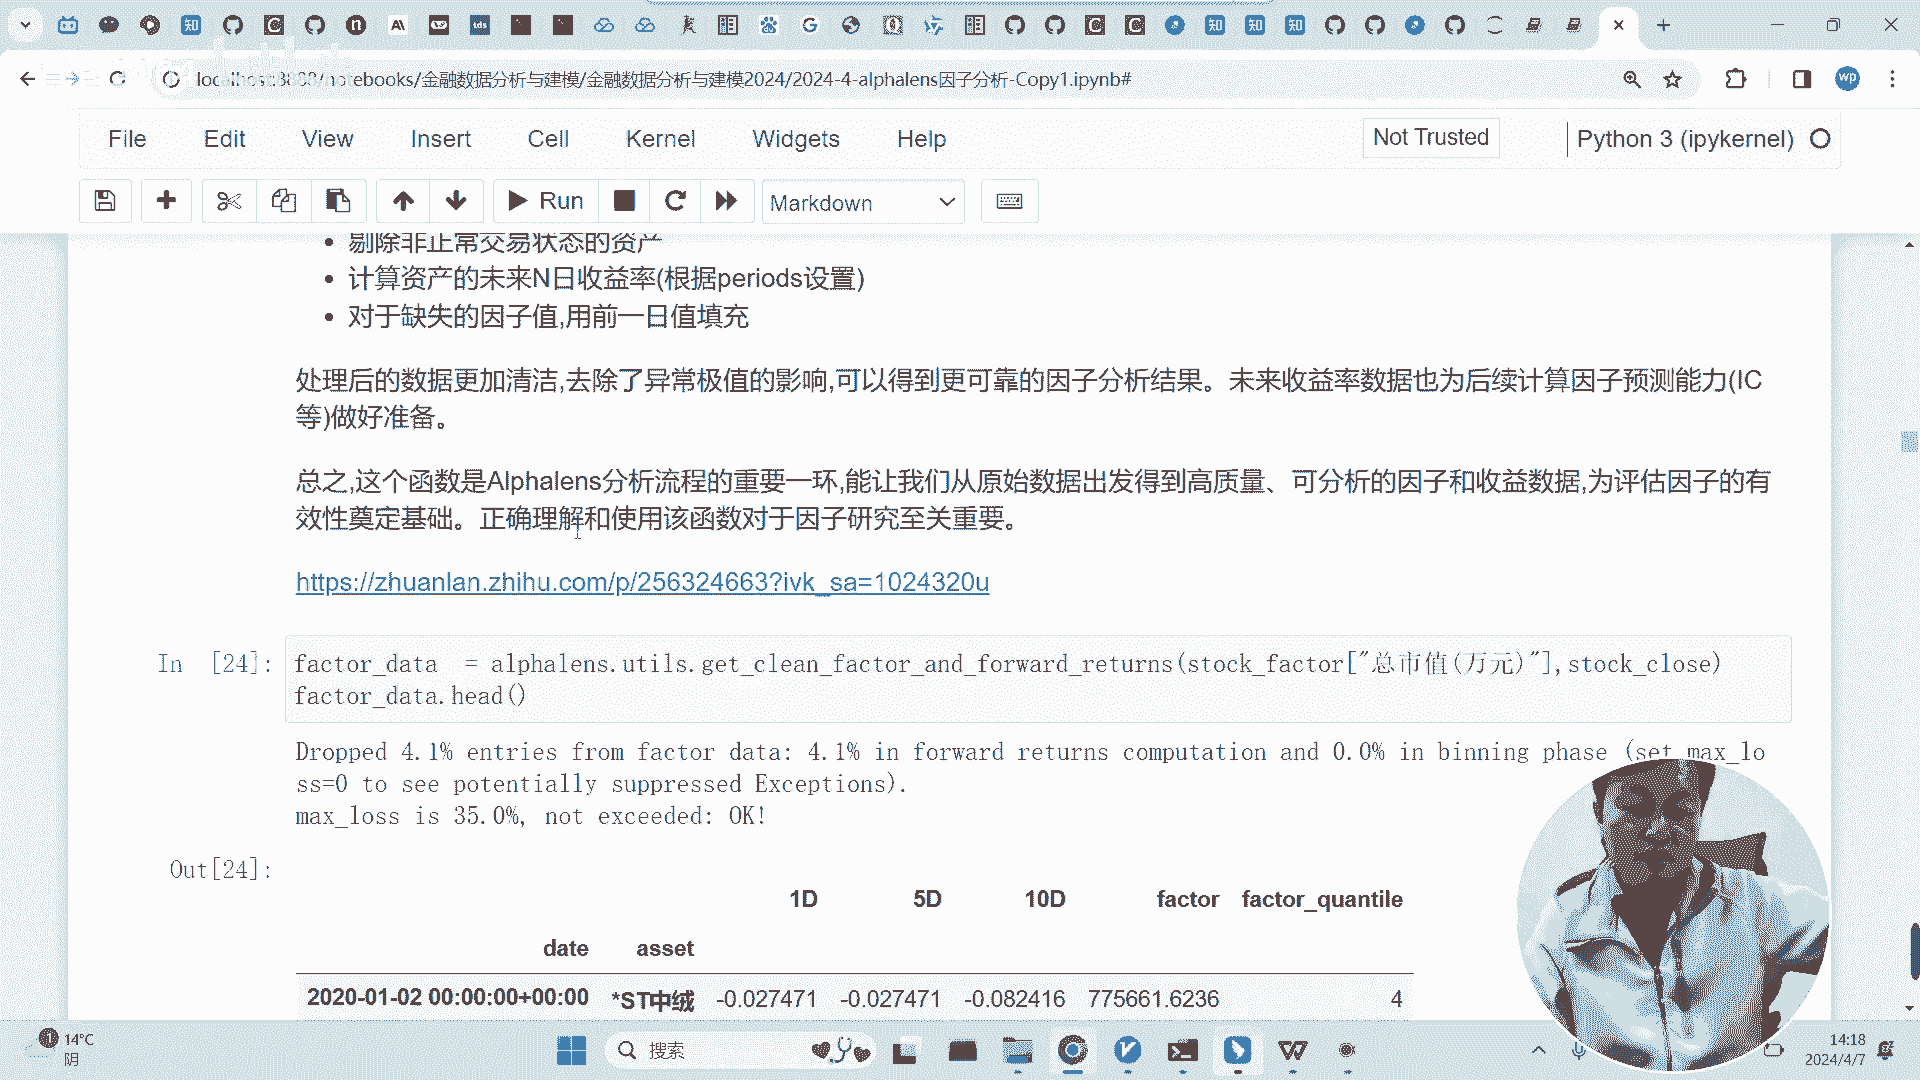 localhost:8888/notebooks/金融数据分析与建模/金融数据分析与建模2024/2024-4-alphalens因子分析-Copy1.ipynb#
wp
File Edit View Insert Cell Kernel Widgets Help
Not Trusted
Python 3 (ipykernel)
Run
Markdown
剔除非正常交易状态的资产
计算资产的未来N日收益率(根据periods设置)
对于缺失的因子值,用前一日值填充
处理后的数据更加清洁,去除了异常极值的影响,可以得到更可靠的因子分析结果。未来收益率数据也为后续计算因子预测能力(IC
等)做好准备。
总之,这个函数是Alphalens分析流程的重要一环,能让我们从原始数据出发得到高质量、可分析的因子和收益数据,为评估因子的有
效性奠定基础。正确理解和使用该函数对于因子研究至关重要。
https://zhuanlan.zhihu.com/p/256324663?ivk_sa=1024320u
In [24]:
factor_data = alphalens.utils.get_clean_factor_and_forward_returns(stock_factor["总市值(万元)"],stock_close)
factor_data.head()
Dropped 4.1% entries from factor data: 4.1% in forward returns computation and 0.0% in binning phase (set max_lo
ss=0 to see potentially suppressed Exceptions).
max_loss is 35.0%, not exceeded: OK!
Out[24]:
1D 5D 10D factor factor_quantile
date asset
2020-01-02 00:00:00+00:00 *ST中绒 -0.027471 -0.027471 -0.082416 775661.6236 4
14°C
阴
搜索
14:18
2024/4/7